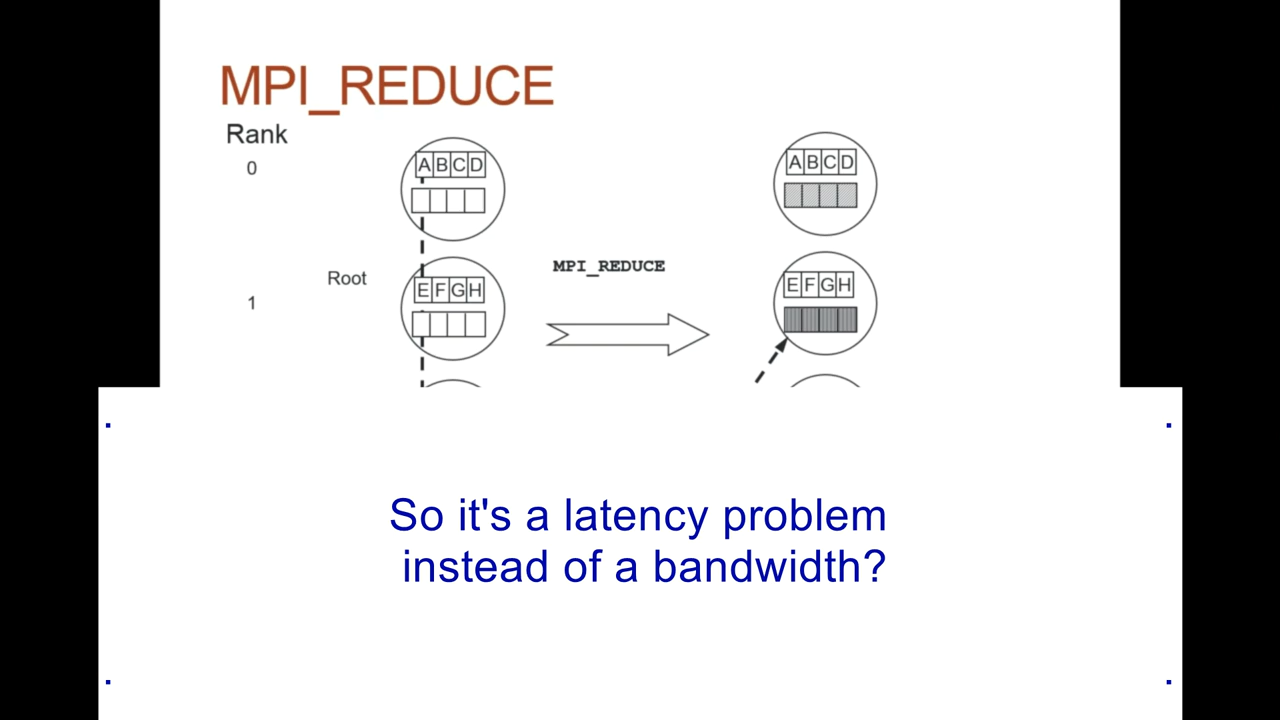 MPI_REDUCE
Rank
0
A B C D
A B C D
MPI_REDUCE
Root
E F G H
E F G H
1
So it's a latency problem
instead of a bandwidth?